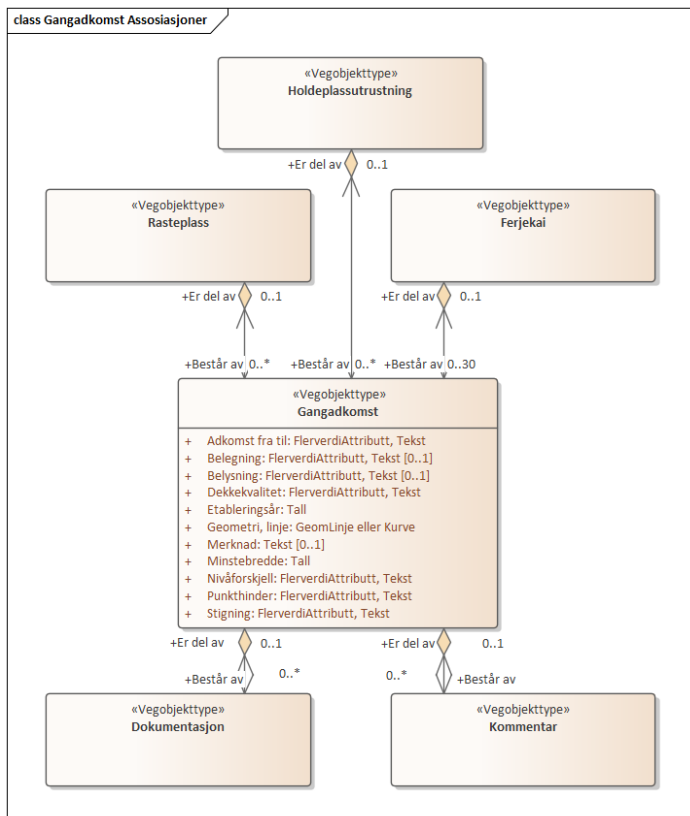 class Gangadkomst Assosiasjoner
«Vegobjekttype»
Holdeplassutrustning
+Er del av 0..1
«Vegobjekttype»
Rasteplass
«Vegobjekttype»
Ferjekai
+Er del av 0..1
+Er del av 0..1
+Består av 0..*
+Består av 0..*
+Består av 0..30
«Vegobjekttype»
Gangadkomst
+ Adkomst fra til: FlerverdiAttributt, Tekst
+ Belegning: FlerverdiAttributt, Tekst [0..1]
+ Belysning: FlerverdiAttributt, Tekst [0..1]
+ Dekkekvalitet: FlerverdiAttributt, Tekst
+ Etableringsår: Tall
+ Geometri, linje: GeomLinje eller Kurve
+ Merknad: Tekst [0..1]
+ Minstebredde: Tall
+ Nivåforskjell: FlerverdiAttributt, Tekst
+ Punkthinder: FlerverdiAttributt, Tekst
+ Stigning: FlerverdiAttributt, Tekst
+Er del av 0..1
+Er del av 0..1
+Består av 0..*
0..* +Består av
«Vegobjekttype»
Dokumentasjon
«Vegobjekttype»
Kommentar